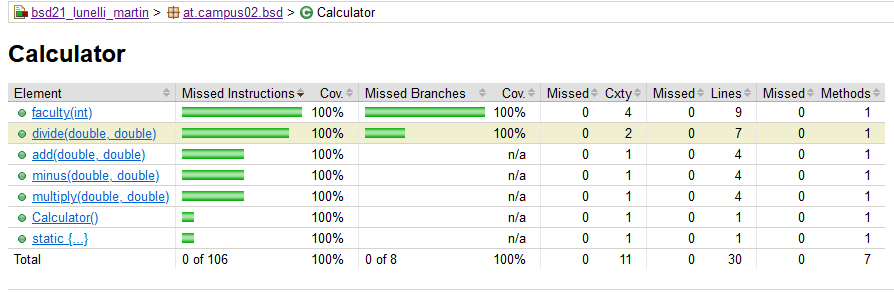 bsd21_lunelli_martin > at.campus02.bsd > Calculator
Calculator
Element Missed Instructions Cov. Missed Branches Cov. Missed Cxty Missed Lines Missed Methods
faculty(int) 100% 100% 0 4 0 9 0 1
divide(double, double) 100% 100% 0 2 0 7 0 1
add(double, double) 100% n/a 0 1 0 4 0 1
minus(double, double) 100% n/a 0 1 0 4 0 1
multiply(double, double) 100% n/a 0 1 0 4 0 1
Calculator() 100% n/a 0 1 0 1 0 1
static {...} 100% n/a 0 1 0 1 0 1
Total 0 of 106 100% 0 of 8 100% 0 11 0 30 0 7